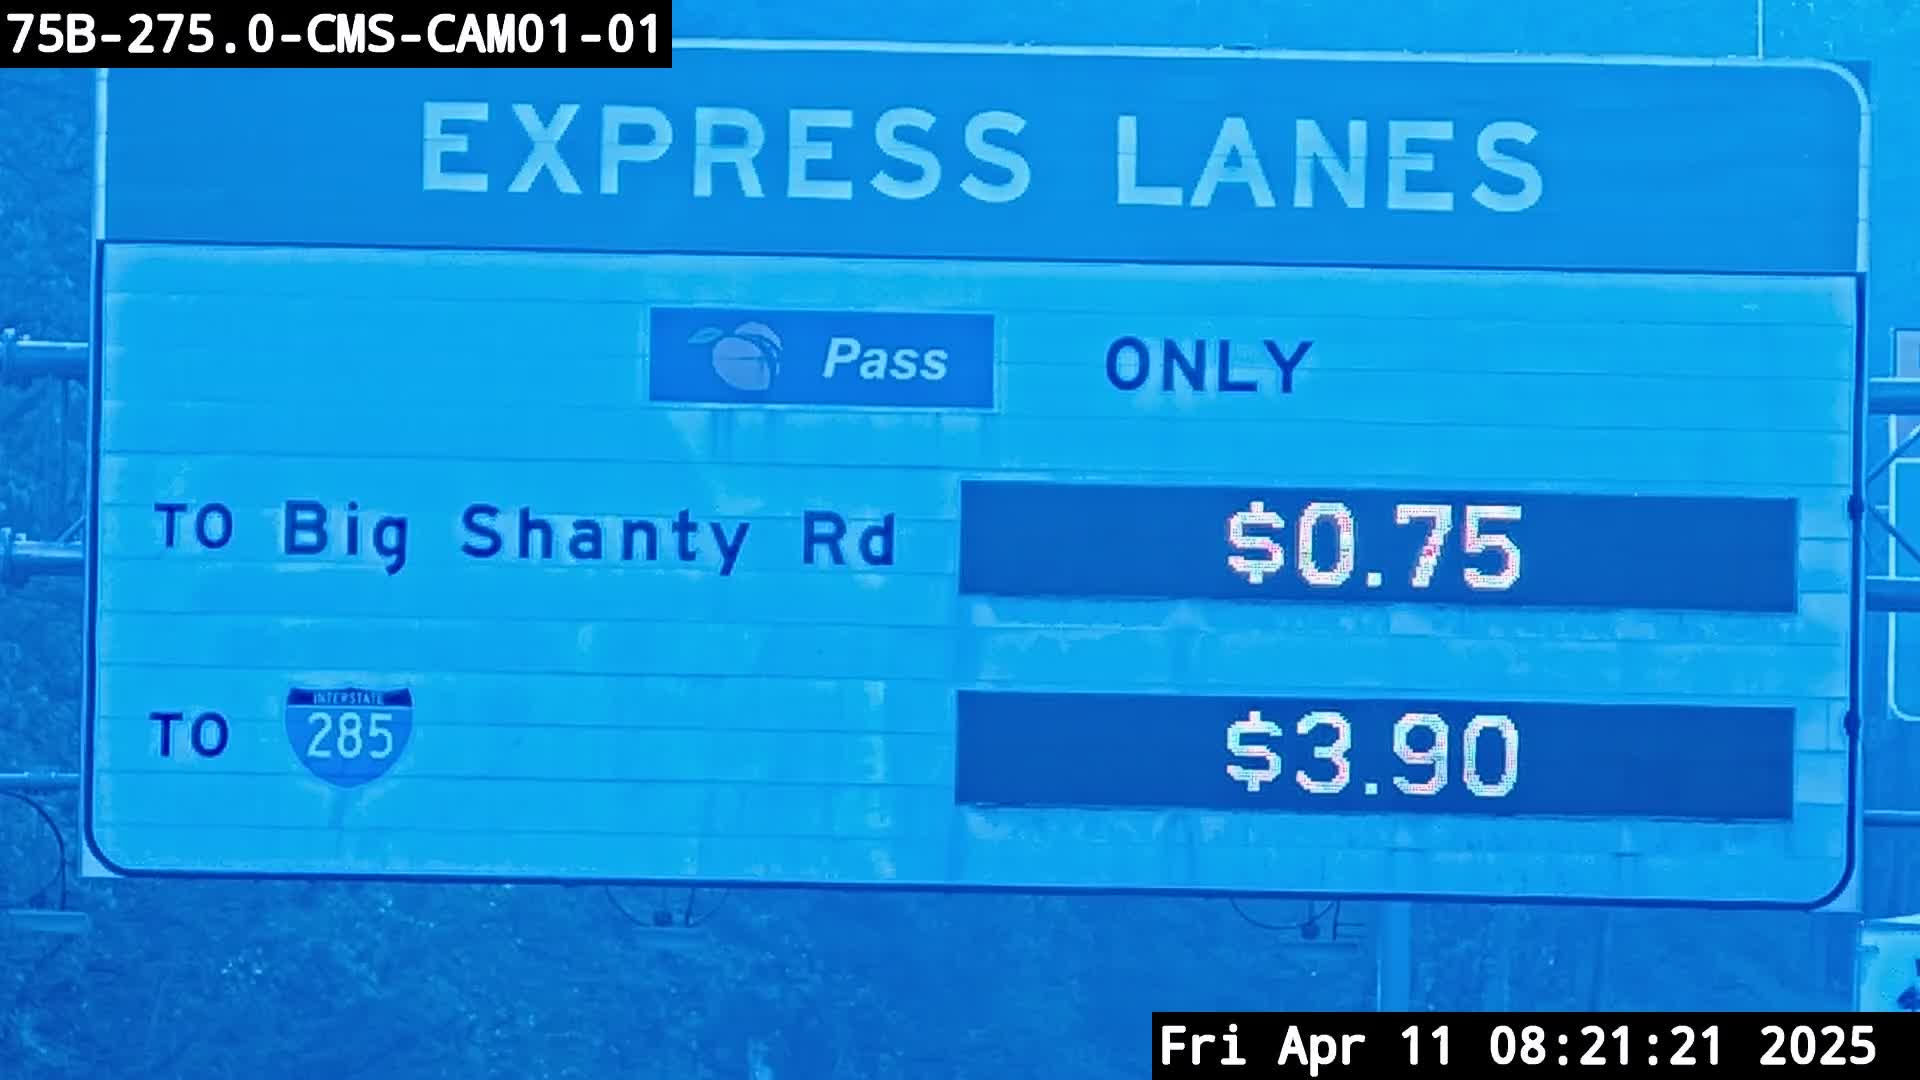 75B-275.0-CMS-CAM01-01
EXPRESS LANES
Pass ONLY
TO Big Shanty Rd $0.75
TO INTERSTATE 285 $3.90
Fri Apr 11 08:21:21 2025